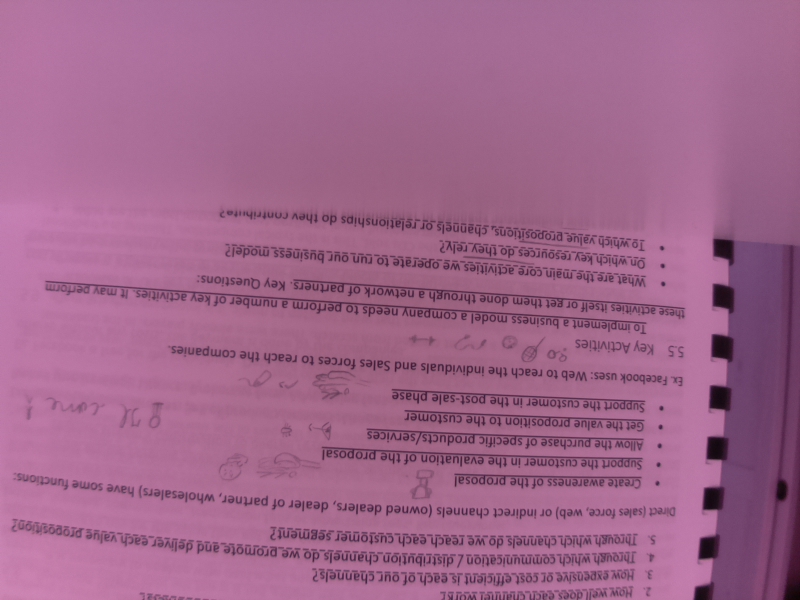 2. How well does each channel work?
3. How expensive or cost efficient is each of our channels?
4. Through which communication / distribution channels do we promote and deliver each value proposition?
5. Through which channels do we reach each customer segment?
Direct (sales force, web) or indirect channels (owned dealers, dealer of partner, wholesalers) have some functions:
• Create awareness of the proposal
• Support the customer in the evaluation of the proposal
• Allow the purchase of specific products/services
• Get the value proposition to the customer
• Support the customer in the post-sale phase
Ex. Facebook uses: Web to reach the individuals and Sales forces to reach the companies.
5.5 Key Activities
To implement a business model a company needs to perform a number of key activities. It may perform
these activities itself or get them done through a network of partners. Key Questions:
• What are the main core activities we operate to run our business model?
• On which key resources do they rely?
• To which value propositions, channels or relationships do they contribute?